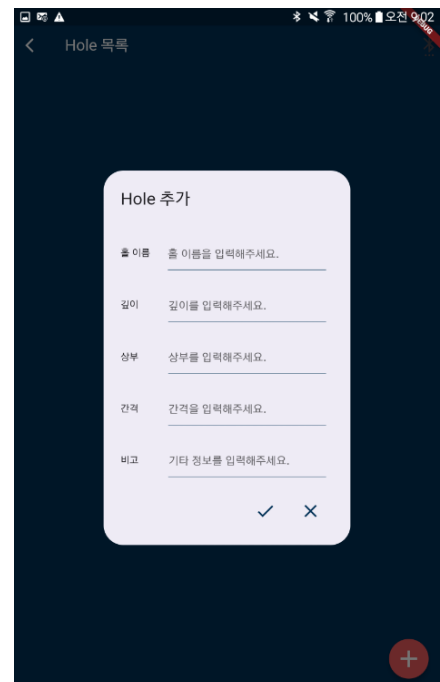 100% 오전 9:02
Hole 목록
Hole 추가
홀 이름 홀 이름을 입력해주세요.
깊이 깊이를 입력해주세요.
상부 상부를 입력해주세요.
간격 간격을 입력해주세요.
비고 기타 정보를 입력해주세요.